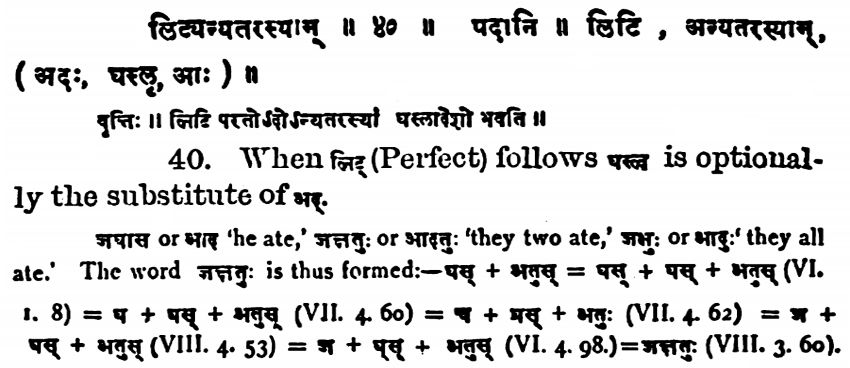 लिट्यन्यतरस्याम् ॥ ४० ॥ पदानि ॥ लिटि , अन्यतरस्याम्,
( अदः, घस्लृ, आः ) ॥
वृत्तिः ॥ लिटि परतोऽदोऽन्यतरस्यां घस्लादेशो भवति ॥
40. When लिट् (Perfect) follows घस्ल is optional-
ly the substitute of अद्.
जघास or आद 'he ate,' जक्षतुः or आदतुः 'they two ate,' जक्षुः or आदुः 'they all
ate.' The word जक्षतुः is thus formed:—घस् + अतुस् = घस् + घस् + अतुस् (VI.
1. 8) = घ + घस् + अतुस् (VII. 4. 60) = + घस् + अतुः (VII. 4. 62) = ज +
घस् + अतुस् (VIII. 4. 53) = ज + घ्स् + अतुस् (VI. 4. 98.)=जक्षतुः (VIII. 3. 60).